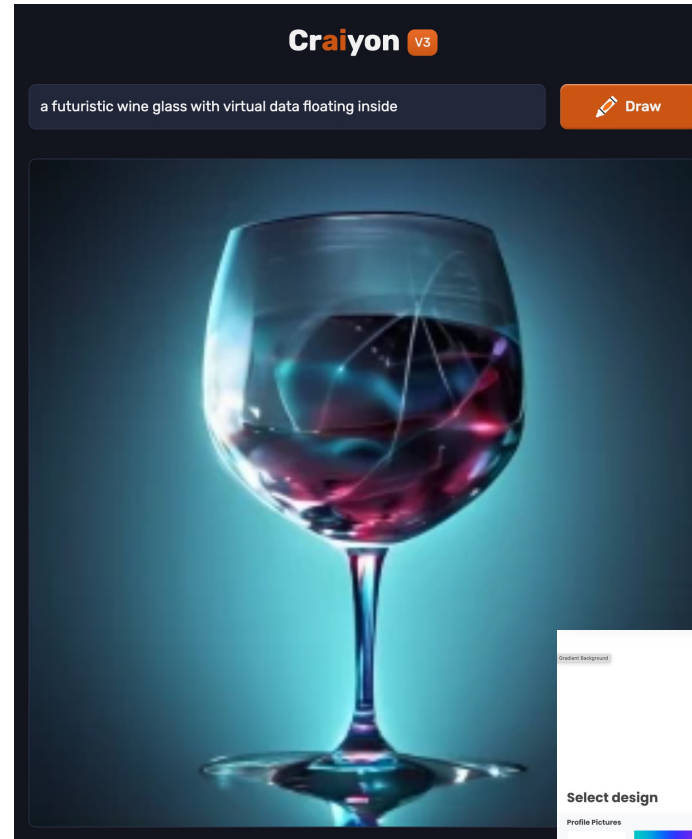 Craiyon V3
a futuristic wine glass with virtual data floating inside
Draw
Gradient Background
Select design
Profile Pictures